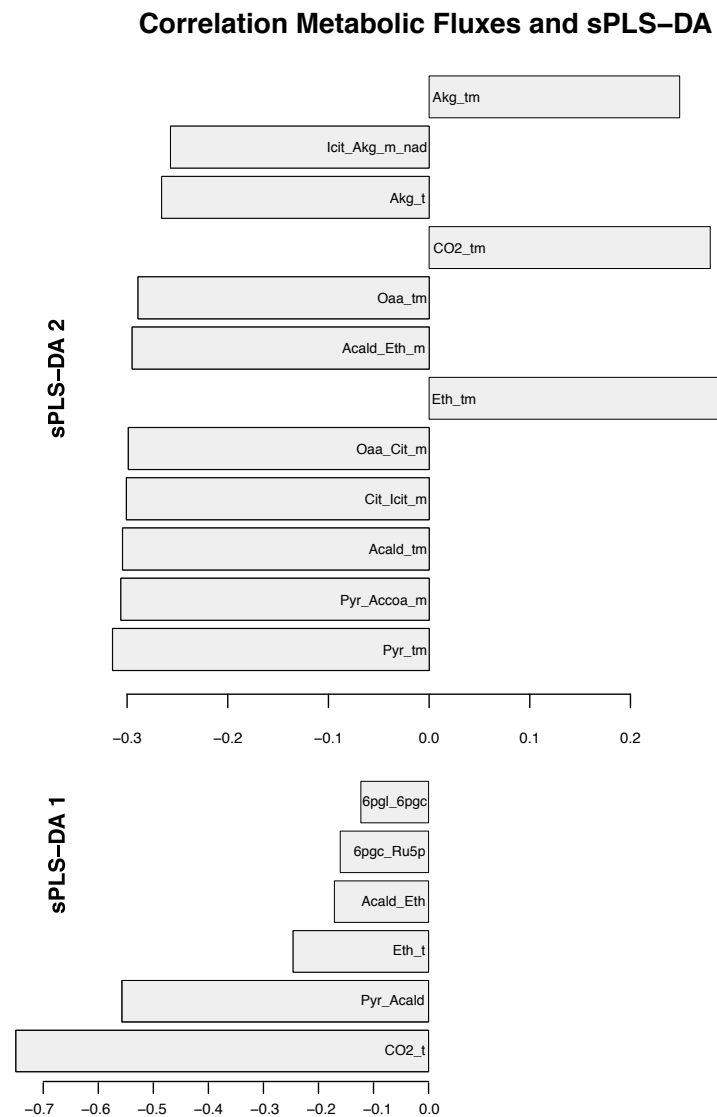 Correlation Metabolic Fluxes and sPLS−DA
Akg_tm
Icit_Akg_m_nad
Akg_t
CO2_tm
Oaa_tm
Acald_Eth_m
Eth_tm
Oaa_Cit_m
Cit_Icit_m
Acald_tm
Pyr_Accoa_m
Pyr_tm
sPLS−DA 2
−0.3 −0.2 −0.1 0.0 0.1 0.2
6pgl_6pgc
6pgc_Ru5p
Acald_Eth
Eth_t
Pyr_Acald
CO2_t
sPLS−DA 1
−0.7 −0.6 −0.5 −0.4 −0.3 −0.2 −0.1 0.0